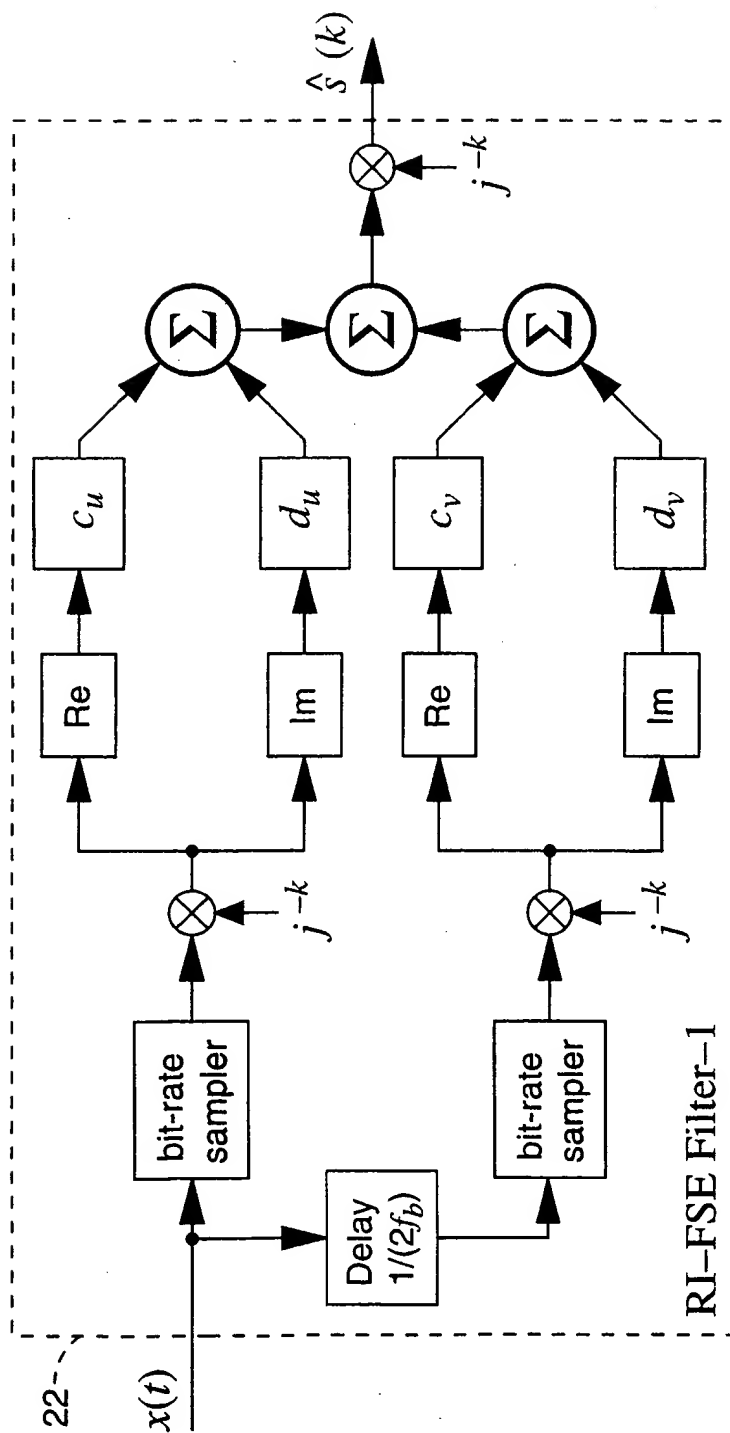 22
x(t)
bit-rate
sampler
j^{-k}
Re
c_u
Im
d_u
Σ
Delay
1/(2f_b)
bit-rate
sampler
j^{-k}
Re
c_v
Im
d_v
Σ
Σ
j^{-k}
ŝ(k)
RI–FSE Filter–1